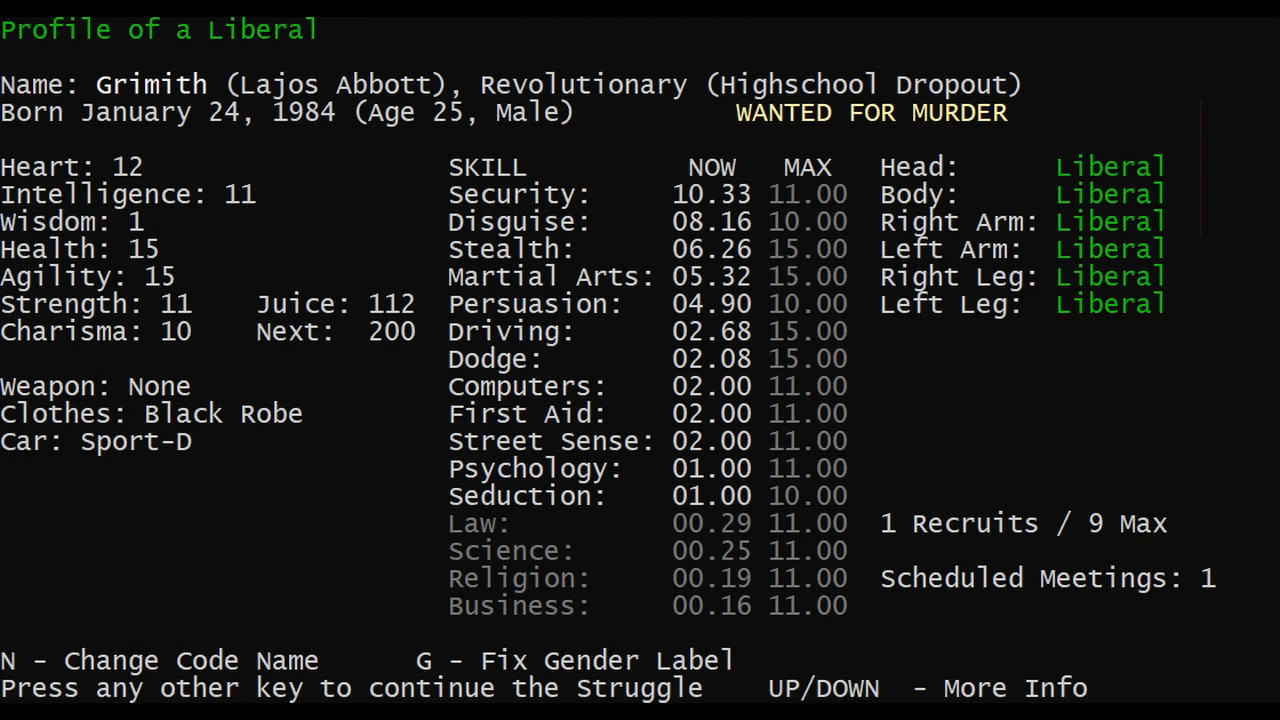 Profile of a Liberal
Name: Grimith (Lajos Abbott), Revolutionary (Highschool Dropout)
Born January 24, 1984 (Age 25, Male) WANTED FOR MURDER
Heart: 12 SKILL NOW MAX Head: Liberal
Intelligence: 11 Security: 10.33 11.00 Body: Liberal
Wisdom: 1 Disguise: 08.16 10.00 Right Arm: Liberal
Health: 15 Stealth: 06.26 15.00 Left Arm: Liberal
Agility: 15 Martial Arts: 05.32 15.00 Right Leg: Liberal
Strength: 11 Juice: 112 Persuasion: 04.90 10.00 Left Leg: Liberal
Charisma: 10 Next: 200 Driving: 02.68 15.00
Dodge: 02.08 15.00
Weapon: None Computers: 02.00 11.00
Clothes: Black Robe First Aid: 02.00 11.00
Car: Sport-D Street Sense: 02.00 11.00
Psychology: 01.00 11.00
Seduction: 01.00 10.00
Law: 00.29 11.00 1 Recruits / 9 Max
Science: 00.25 11.00
Religion: 00.19 11.00 Scheduled Meetings: 1
Business: 00.16 11.00
N - Change Code Name G - Fix Gender Label
Press any other key to continue the Struggle UP/DOWN - More Info